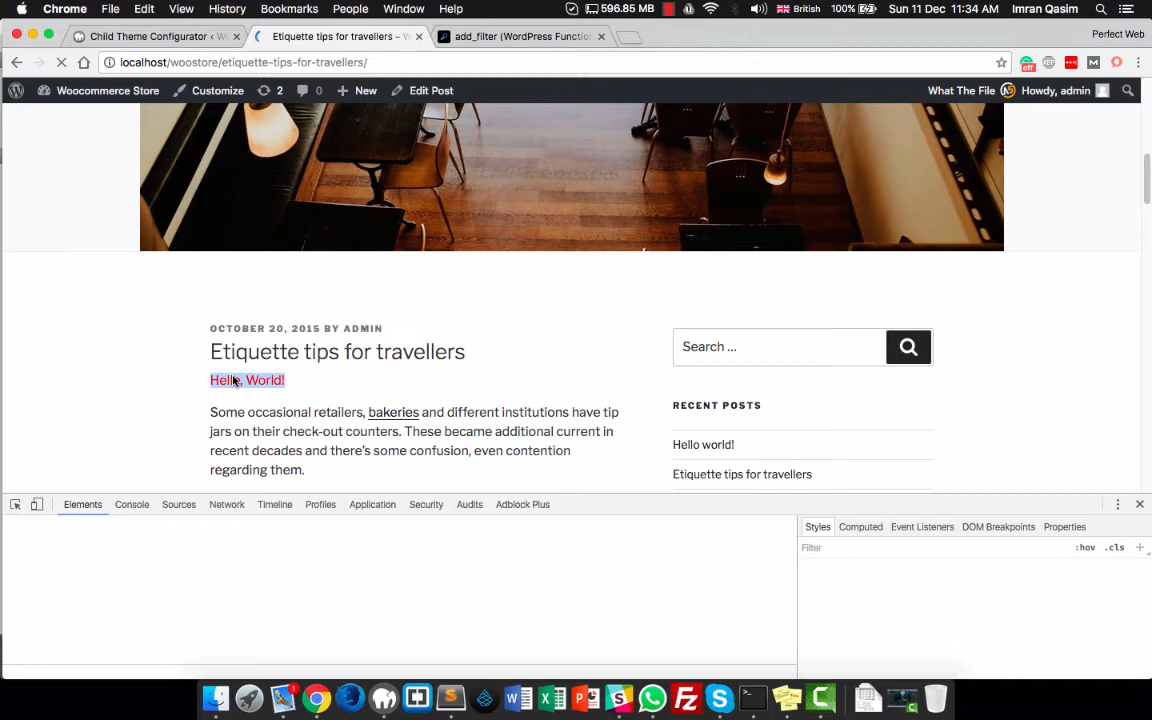 Chrome File Edit View History Bookmarks People Window Help 596.85 MB British 100% Sun 11 Dec 11:34 AM Imran Qasim
Child Theme Configurator ‹ W Etiquette tips for travellers – W add_filter (WordPress Function Perfect Web
localhost/woostore/etiquette-tips-for-travellers/ off
Woocommerce Store Customize 2 0 New Edit Post What The File Howdy, admin
OCTOBER 20, 2015 BY ADMIN
Etiquette tips for travellers
Hello, World!
Some occasional retailers, bakeries and different institutions have tip
jars on their check-out counters. These became additional current in
recent decades and there's some confusion, even contention
regarding them.
Search ...
RECENT POSTS
Hello world!
Etiquette tips for travellers
Elements Console Sources Network Timeline Profiles Application Security Audits Adblock Plus
Styles Computed Event Listeners DOM Breakpoints Properties
Filter :hov .cls +